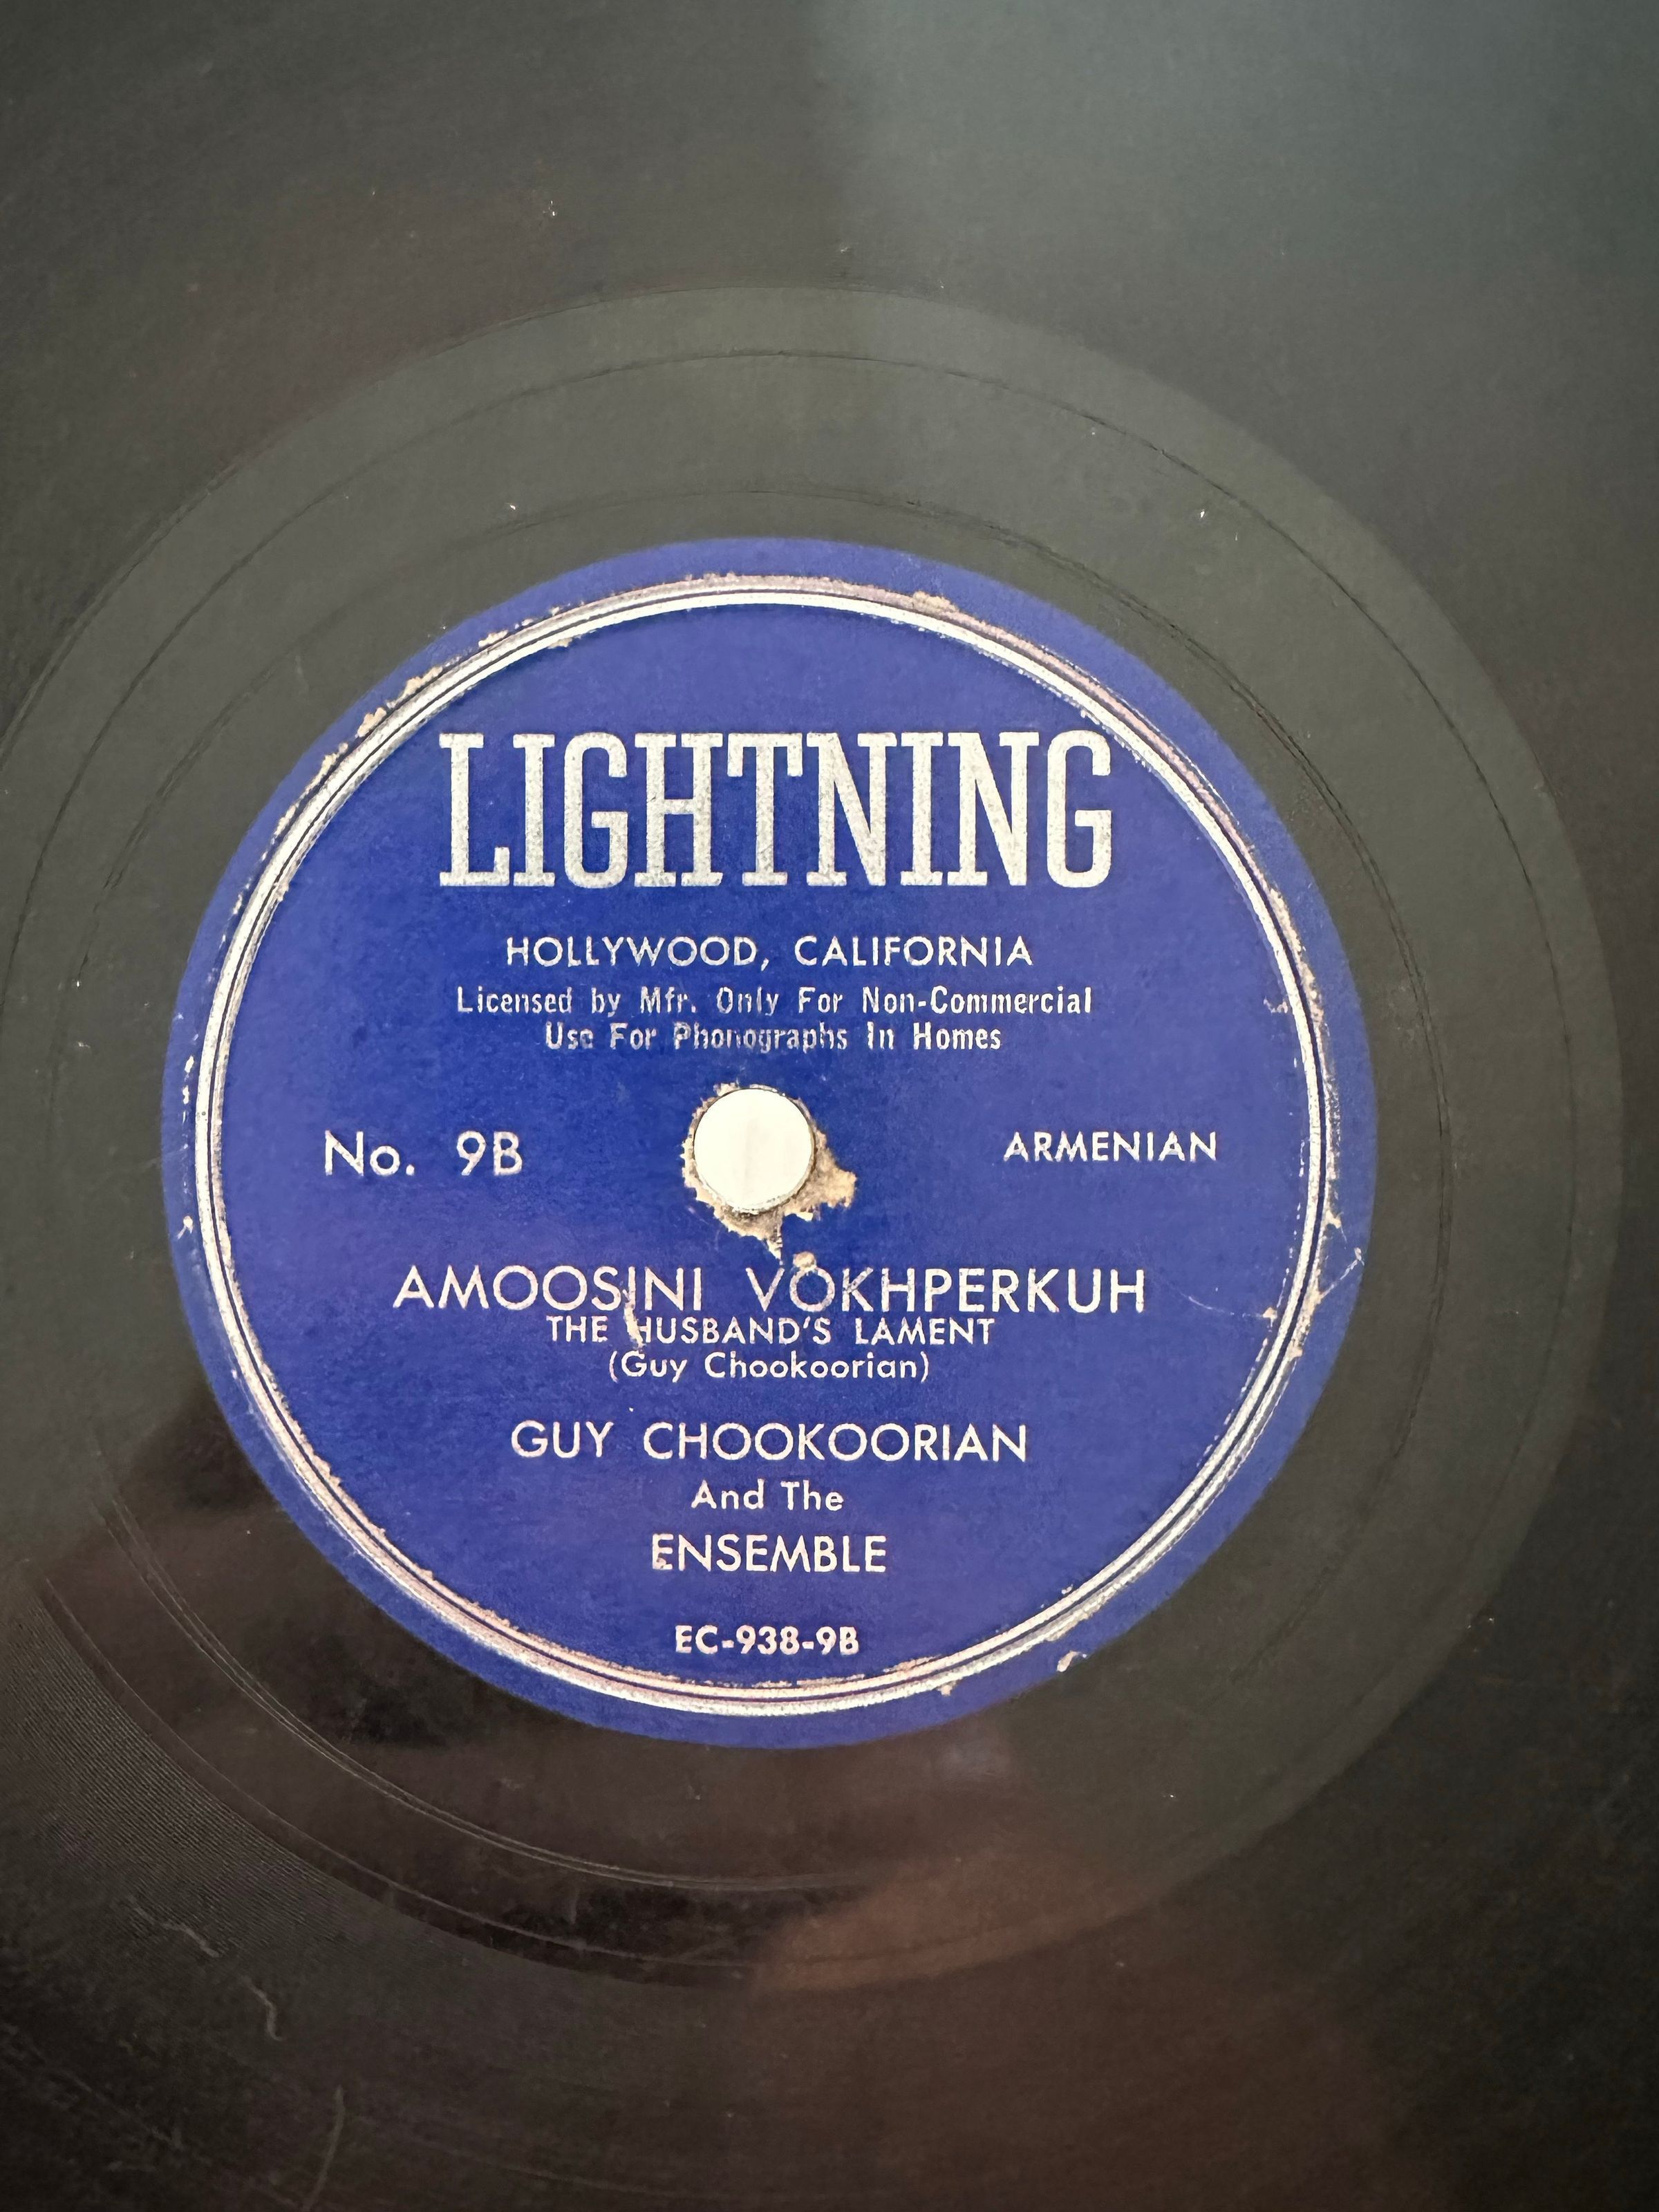 LIGHTNING
HOLLYWOOD, CALIFORNIA
Licensed by Mfr. Only For Non-Commercial
Use For Phonographs In Homes
No. 9B
ARMENIAN
AMOOSINI VOKHPERKUH
THE HUSBAND'S LAMENT
(Guy Chookoorian)
GUY CHOOKOORIAN
And The
ENSEMBLE
EC-938-9B